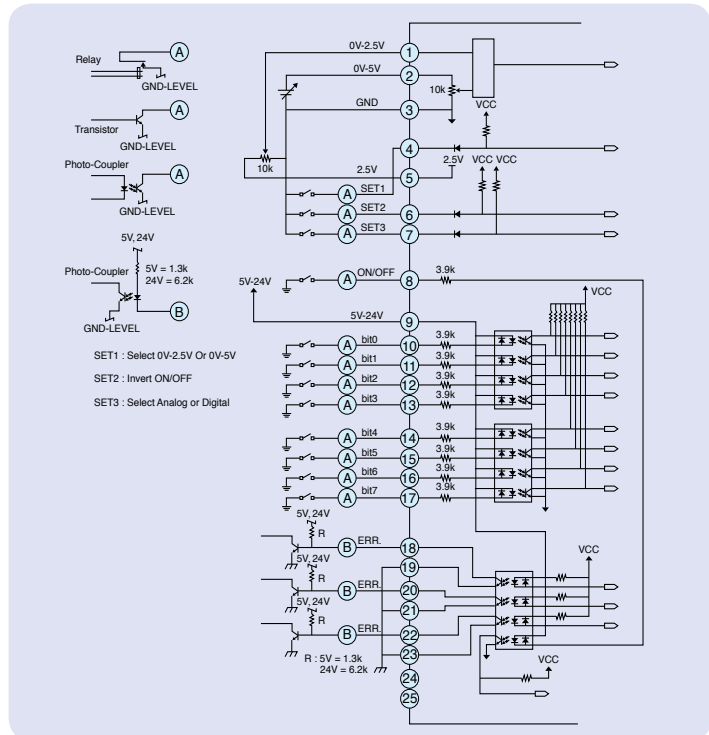 Relay
A
GND-LEVEL
A
Transistor
GND-LEVEL
Photo-Coupler
A
GND-LEVEL
5V, 24V
Photo-Coupler
5V = 1.3k
24V = 6.2k
B
GND-LEVEL
SET1 : Select 0V-2.5V Or 0V-5V
SET2 : Invert ON/OFF
SET3 : Select Analog or Digital
0V-2.5V
1
0V-5V
2
10k
GND
3
VCC
4
10k
2.5V
5
2.5V
VCC VCC
A
SET1
A
SET2
6
A
SET3
7
A
ON/OFF
8
3.9k
5V-24V
VCC
5V-24V
9
A
bit0
10
3.9k
A
bit1
11
3.9k
A
bit2
12
3.9k
A
bit3
13
3.9k
A
bit4
14
3.9k
A
bit5
15
3.9k
A
bit6
16
3.9k
A
bit7
17
3.9k
5V, 24V
R
B
ERR.
18
VCC
5V, 24V
19
R
B
ERR.
20
5V, 24V
21
R
B
ERR.
22
R : 5V = 1.3k
24V = 6.2k
23
VCC
24
25